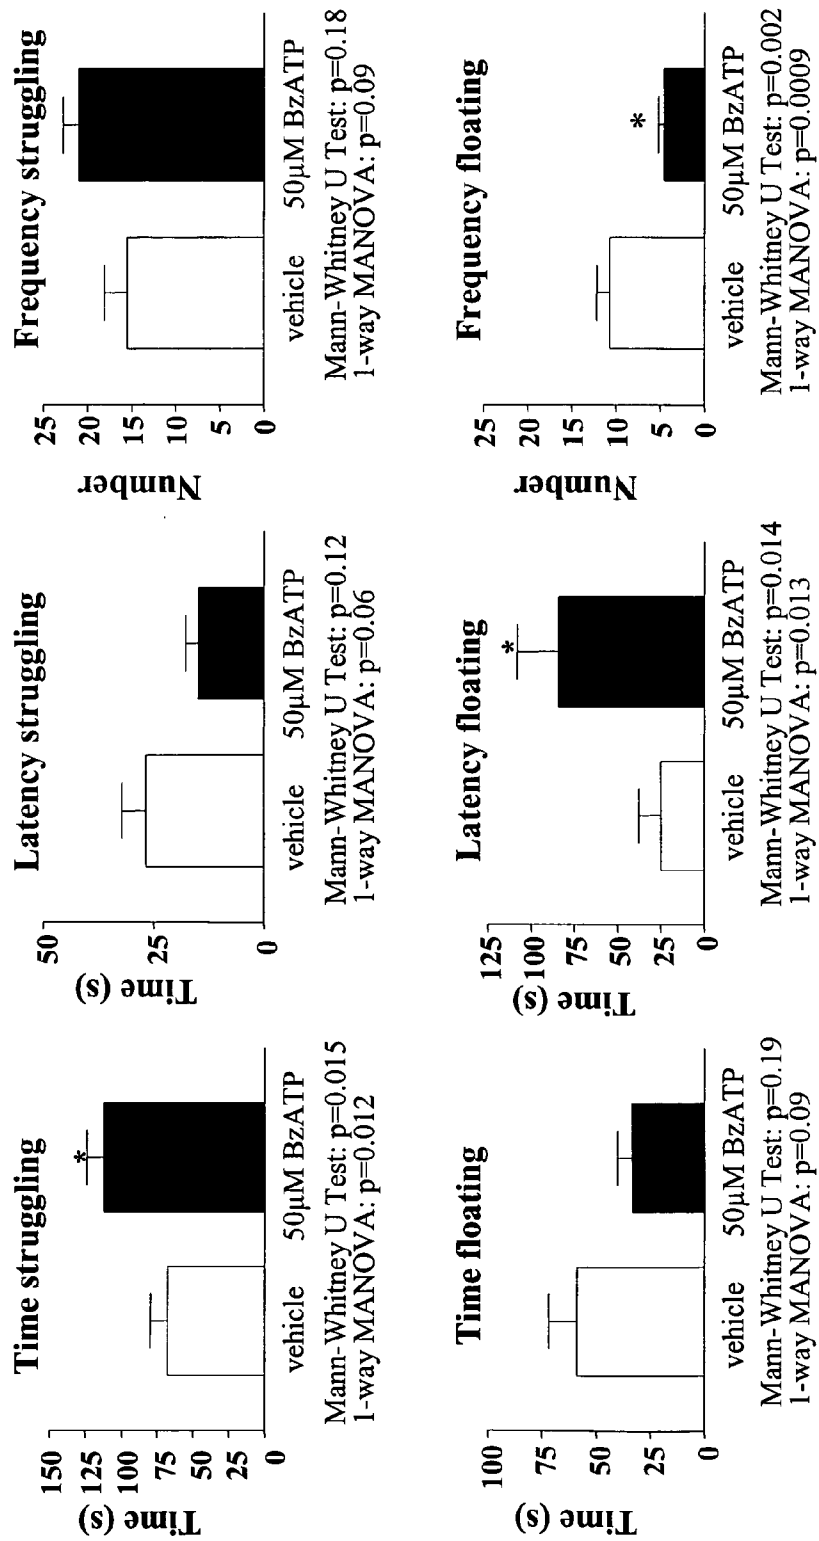 Time struggling
150
125
100
75
50
25
0
Time (s)
*
vehicle 50µM BzATP
Mann-Whitney U Test: p=0.015
1-way MANOVA: p=0.012
Latency struggling
50
25
0
Time (s)
vehicle 50µM BzATP
Mann-Whitney U Test: p=0.12
1-way MANOVA: p=0.06
Frequency struggling
25
20
15
10
5
0
Number
vehicle 50µM BzATP
Mann-Whitney U Test: p=0.18
1-way MANOVA: p=0.09
Time floating
100
75
50
25
0
Time (s)
vehicle 50µM BzATP
Mann-Whitney U Test: p=0.19
1-way MANOVA: p=0.09
Latency floating
125
100
75
50
25
0
Time (s)
*
vehicle 50µM BzATP
Mann-Whitney U Test: p=0.014
1-way MANOVA: p=0.013
Frequency floating
25
20
15
10
5
0
Number
*
vehicle 50µM BzATP
Mann-Whitney U Test: p=0.002
1-way MANOVA: p=0.0009